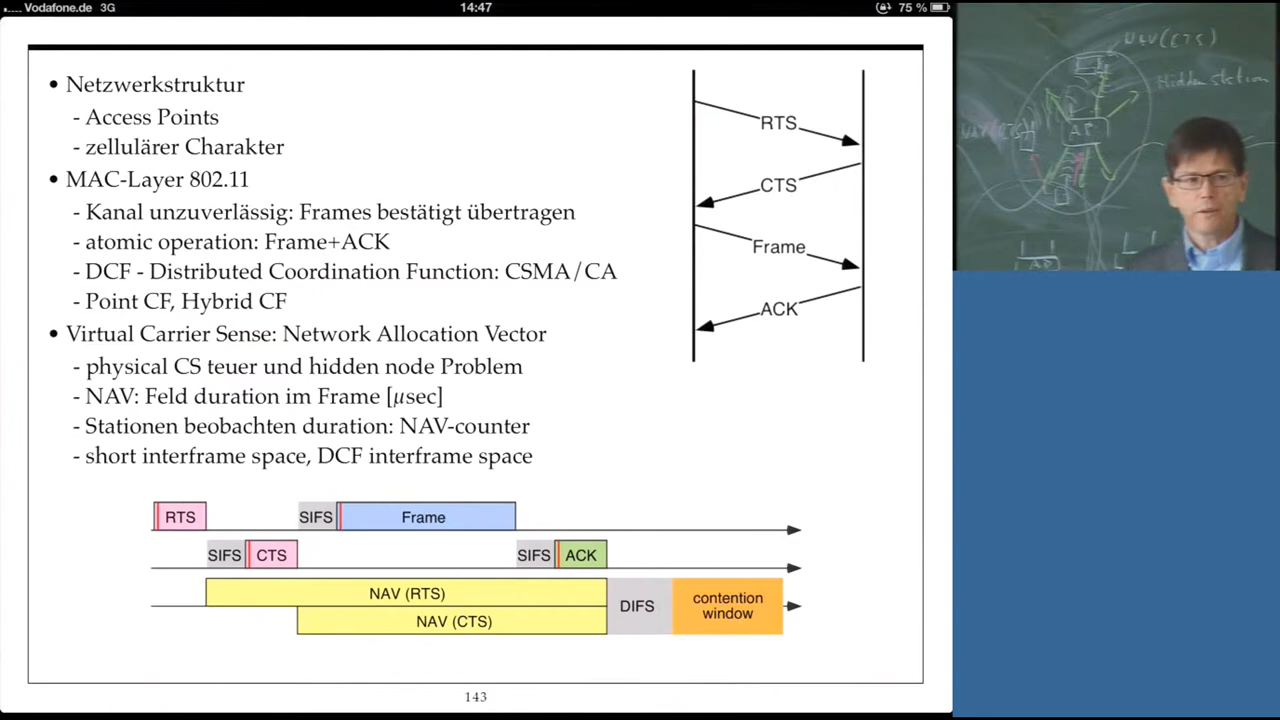 Vodafone.de 3G
14:47
75 %
• Netzwerkstruktur
- Access Points
- zellulärer Charakter
• MAC-Layer 802.11
- Kanal unzuverlässig: Frames bestätigt übertragen
- atomic operation: Frame+ACK
- DCF - Distributed Coordination Function: CSMA/CA
- Point CF, Hybrid CF
• Virtual Carrier Sense: Network Allocation Vector
- physical CS teuer und hidden node Problem
- NAV: Feld duration im Frame [μsec]
- Stationen beobachten duration: NAV-counter
- short interframe space, DCF interframe space
RTS
CTS
Frame
ACK
RTS
SIFS
Frame
SIFS
CTS
SIFS
ACK
NAV (RTS)
NAV (CTS)
DIFS
contention
window
143
NAV(CTS)
Hidden station
AP
AP